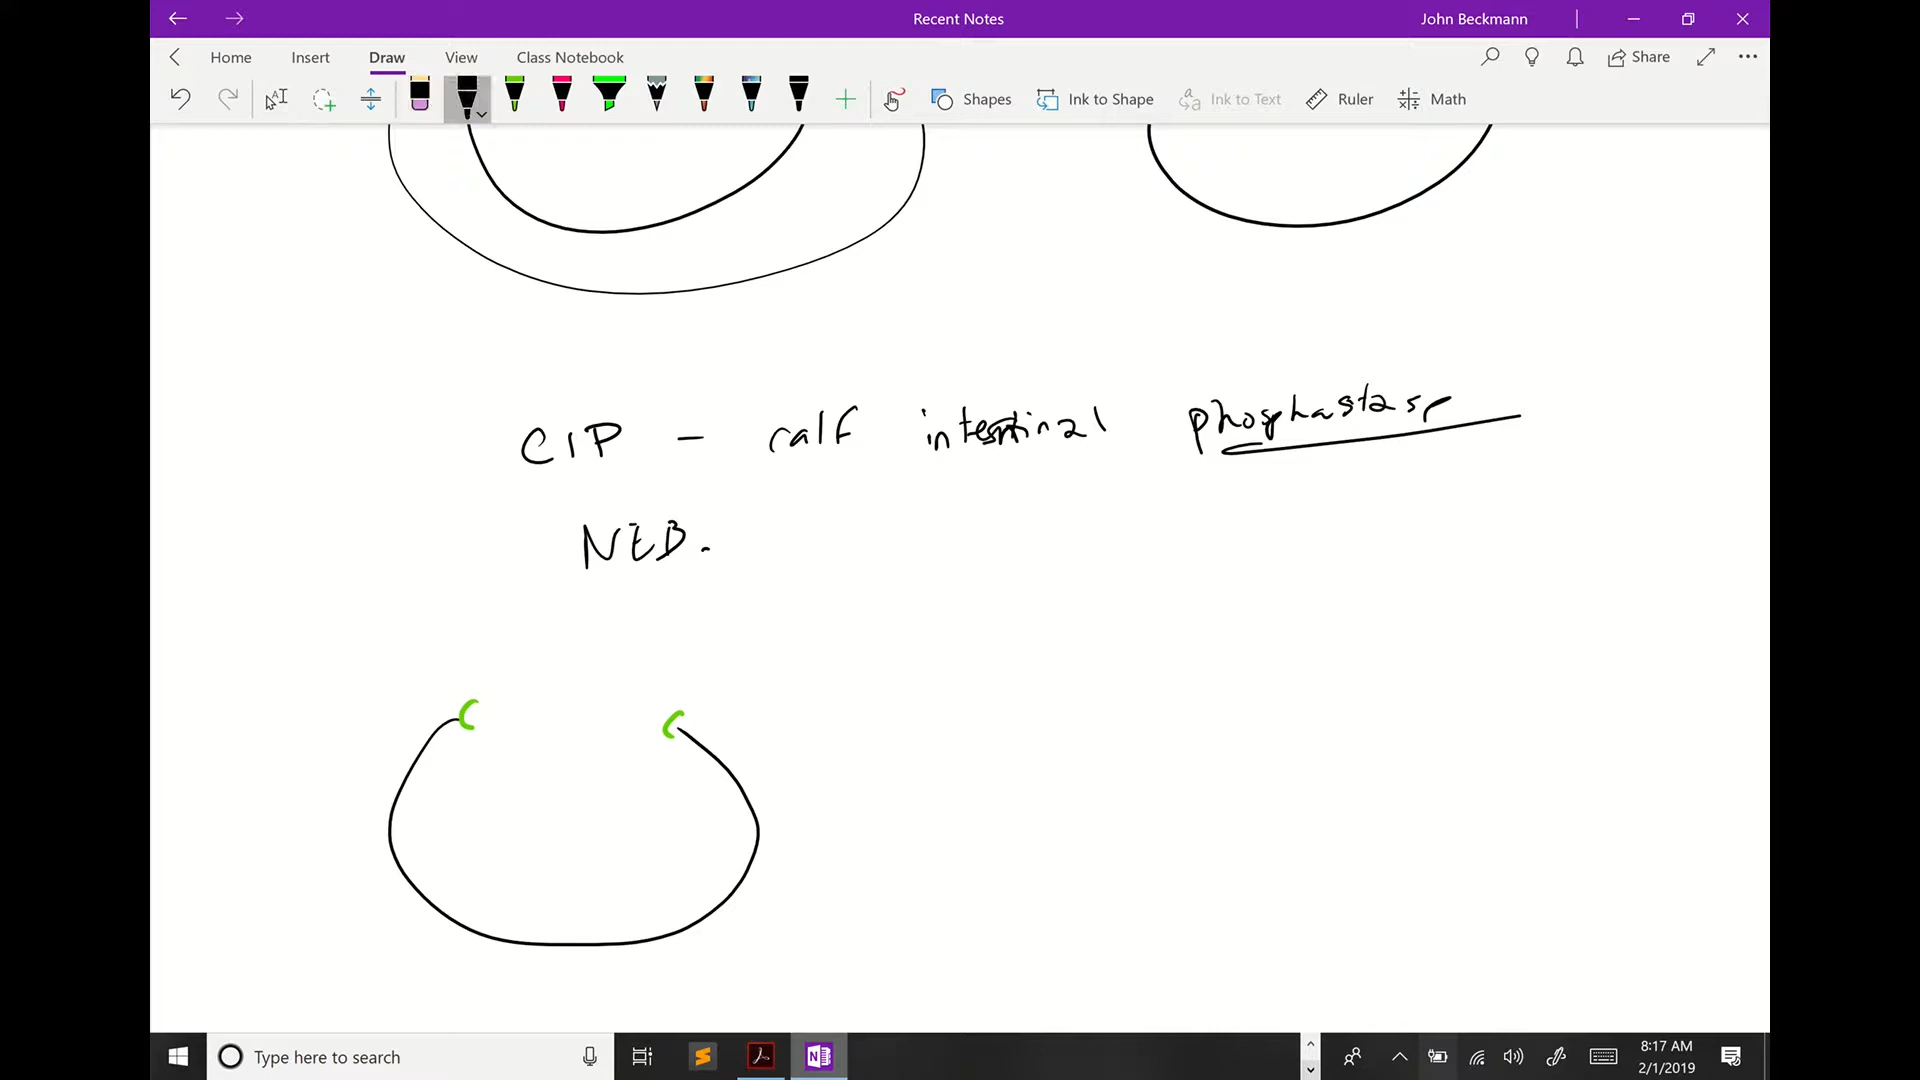 Recent Notes
John Beckmann
Home Insert Draw View Class Notebook
Share
Shapes Ink to Shape Ink to Text Ruler Math
CIP - calf intestinal phosphastase
NEB.
Type here to search
8:17 AM
2/1/2019